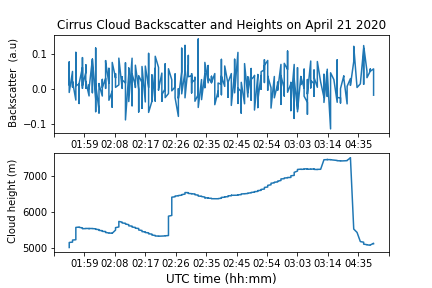 Cirrus Cloud Backscatter and Heights on April 21 2020
Backscatter (a.u)
0.1
0.0
−0.1
01:59 02:08 02:17 02:26 02:35 02:45 02:54 03:03 03:14 04:35
Cloud height (m)
7000
6000
5000
01:59 02:08 02:17 02:26 02:35 02:45 02:54 03:03 03:14 04:35
UTC time (hh:mm)